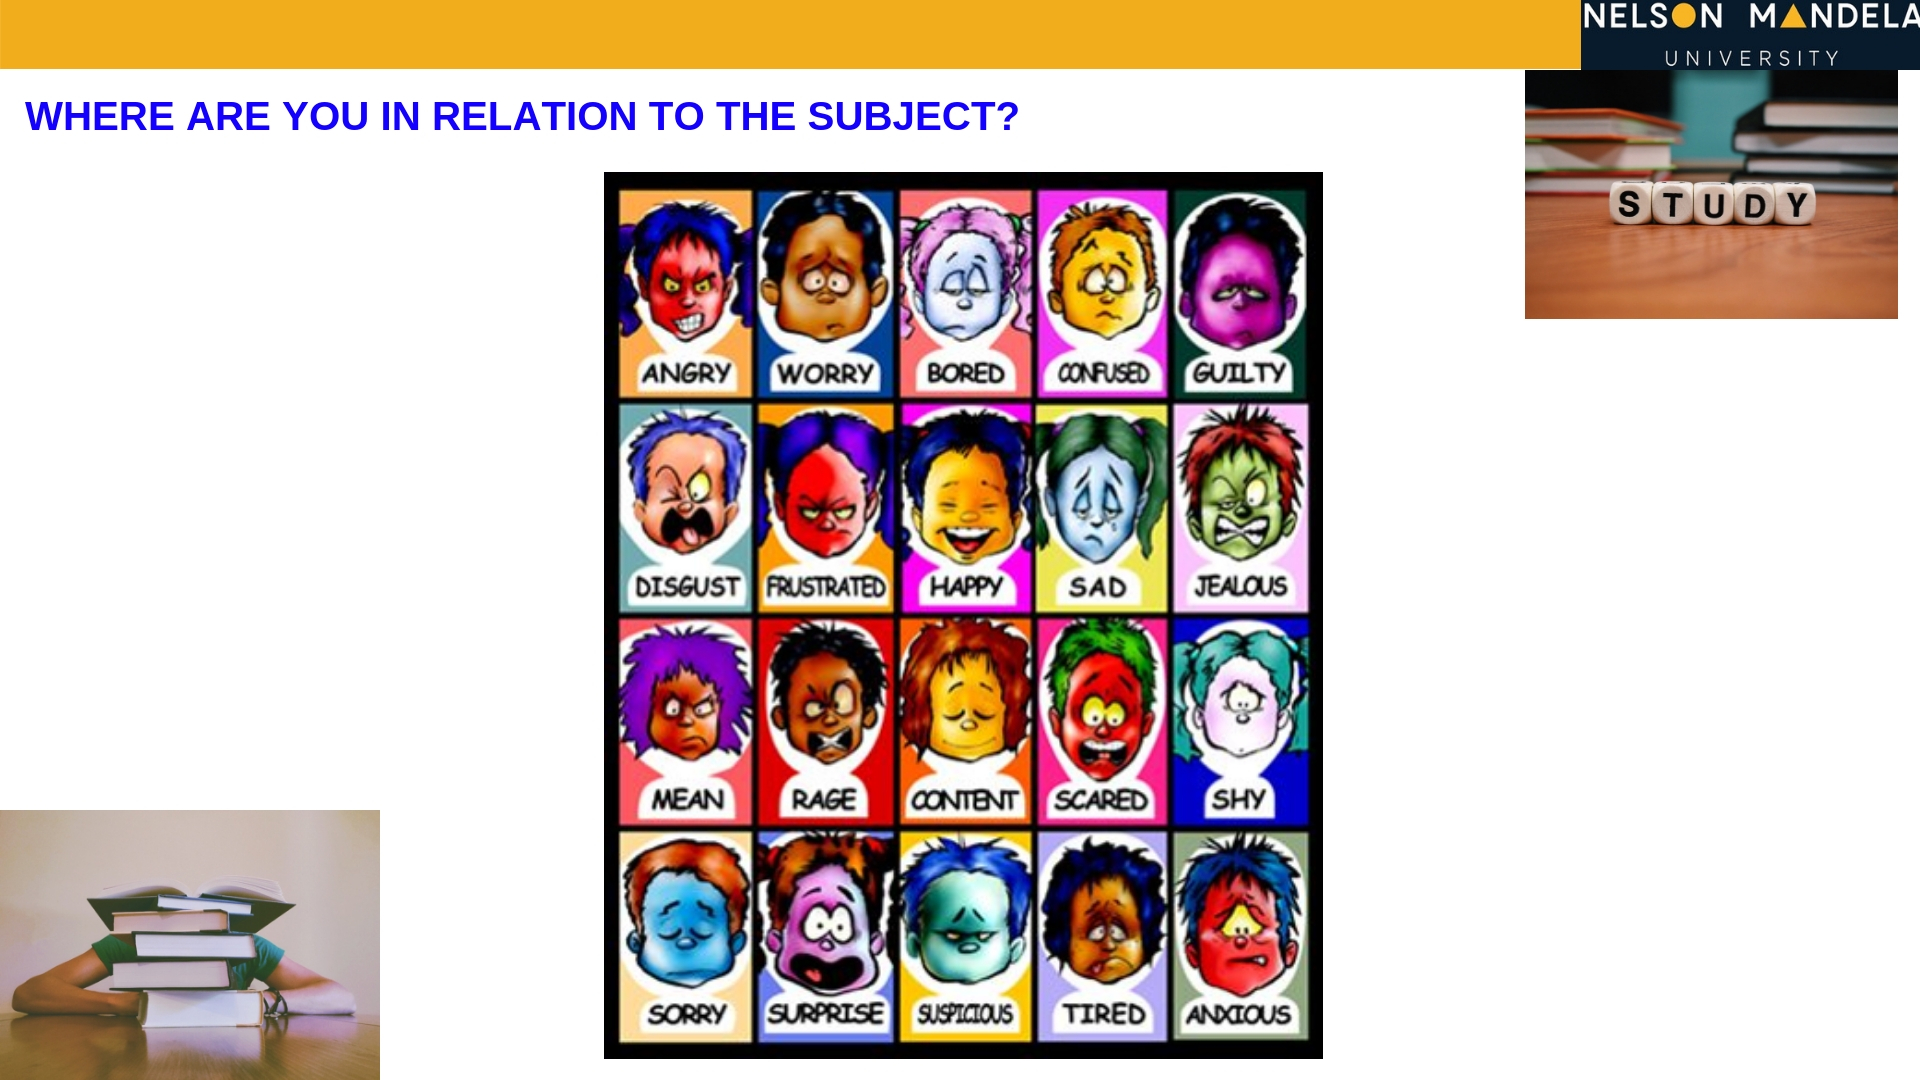 NELSON MANDELA
UNIVERSITY
WHERE ARE YOU IN RELATION TO THE SUBJECT?
STUDY
ANGRY WORRY BORED CONFUSED GUILTY
DISGUST FRUSTRATED HAPPY SAD JEALOUS
MEAN RAGE CONTENT SCARED SHY
SORRY SURPRISE SUSPICIOUS TIRED ANXIOUS